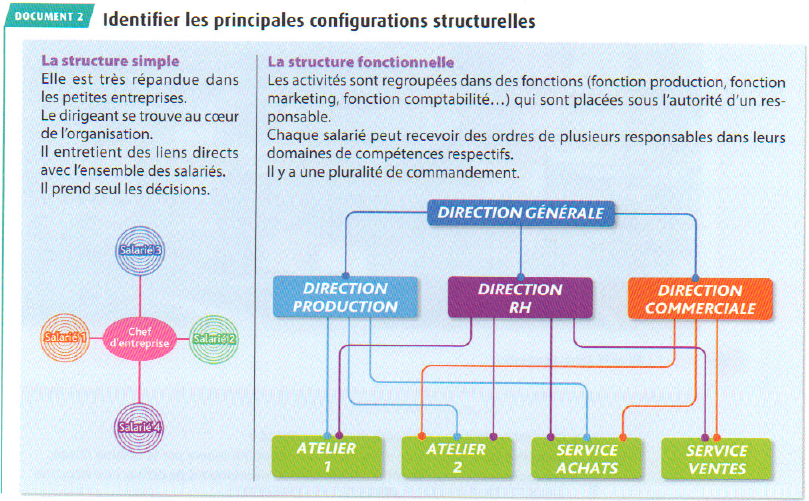 DOCUMENT 2
Identifier les principales configurations structurelles
La structure simple
Elle est très répandue dans
les petites entreprises.
Le dirigeant se trouve au cœur
de l'organisation.
Il entretient des liens directs
avec l'ensemble des salariés.
Il prend seul les décisions.
Salarié 3
Salarié 1
Chef
d'entreprise
Salarié 2
Salarié 4
La structure fonctionnelle
Les activités sont regroupées dans des fonctions (fonction production, fonction
marketing, fonction comptabilité...) qui sont placées sous l'autorité d'un res-
ponsable.
Chaque salarié peut recevoir des ordres de plusieurs responsables dans leurs
domaines de compétences respectifs.
Il y a une pluralité de commandement.
DIRECTION GÉNÉRALE
DIRECTION
PRODUCTION
DIRECTION
RH
DIRECTION
COMMERCIALE
ATELIER
1
ATELIER
2
SERVICE
ACHATS
SERVICE
VENTES